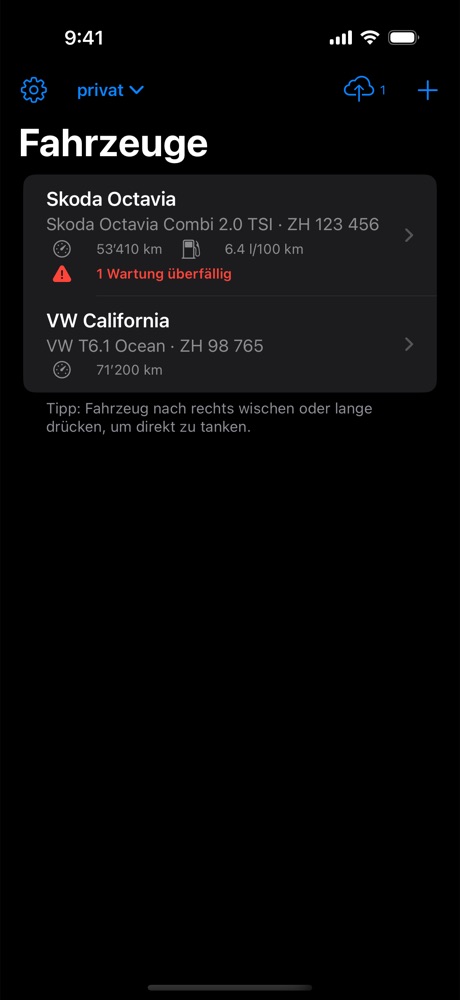 9:41
privat
1
Fahrzeuge
Skoda Octavia
Skoda Octavia Combi 2.0 TSI · ZH 123 456
53’410 km 6.4 l/100 km
1 Wartung überfällig
VW California
VW T6.1 Ocean · ZH 98 765
71’200 km
Tipp: Fahrzeug nach rechts wischen oder lange
drücken, um direkt zu tanken.